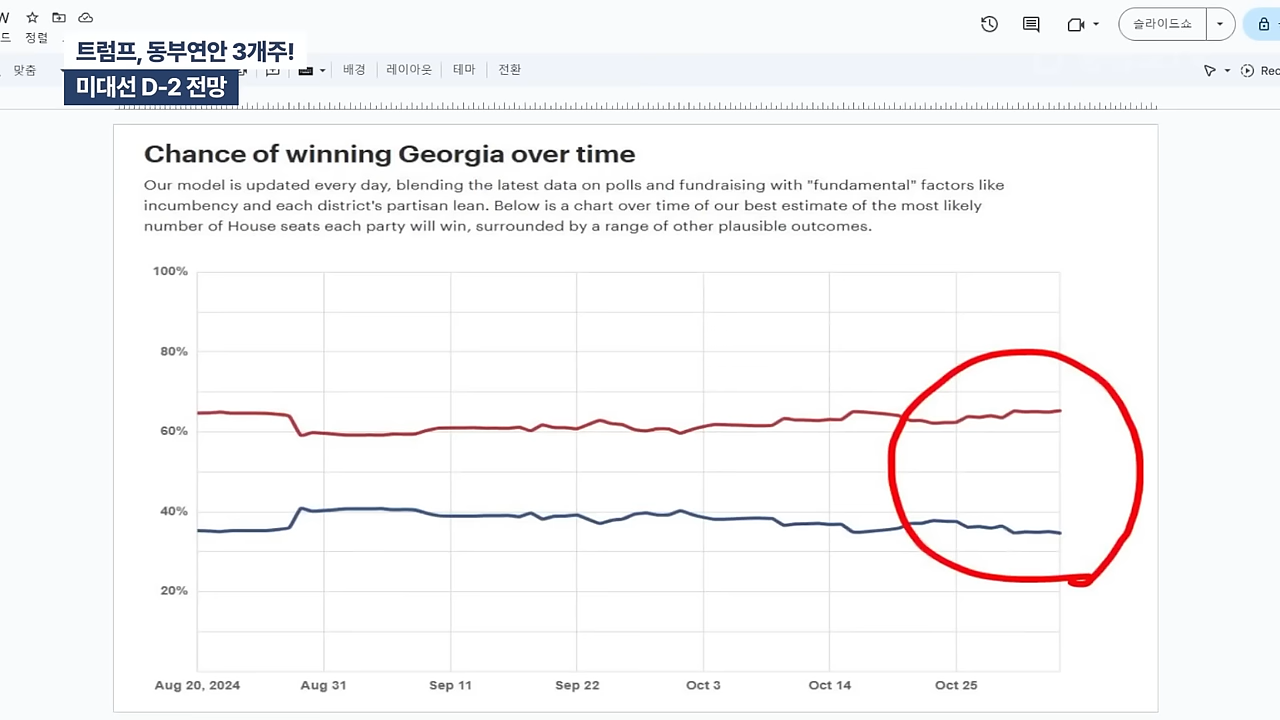 트럼프, 동부연안 3개주!
미대선 D-2 전망
정렬
슬라이드쇼
맞춤
배경
레이아웃
테마
전환
Chance of winning Georgia over time
Our model is updated every day, blending the latest data on polls and fundraising with "fundamental" factors like
incumbency and each district's partisan lean. Below is a chart over time of our best estimate of the most likely
number of House seats each party will win, surrounded by a range of other plausible outcomes.
100%
80%
60%
40%
20%
Aug 20, 2024
Aug 31
Sep 11
Sep 22
Oct 3
Oct 14
Oct 25